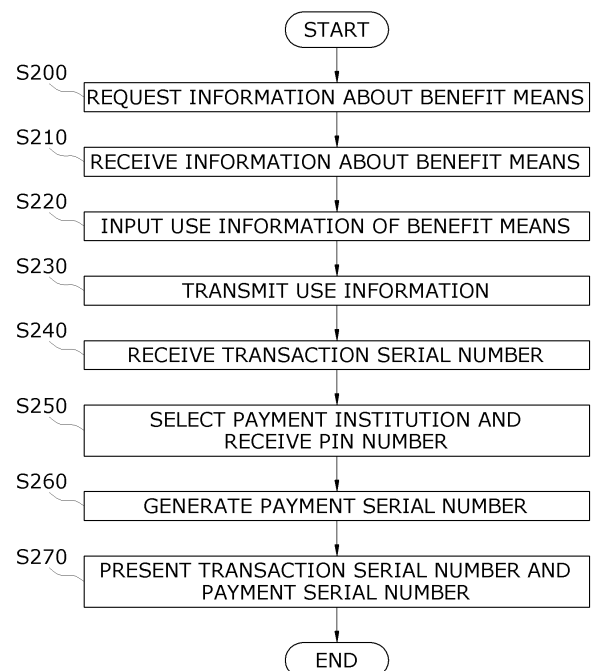 START
S200
REQUEST INFORMATION ABOUT BENEFIT MEANS
S210
RECEIVE INFORMATION ABOUT BENEFIT MEANS
S220
INPUT USE INFORMATION OF BENEFIT MEANS
S230
TRANSMIT USE INFORMATION
S240
RECEIVE TRANSACTION SERIAL NUMBER
S250
SELECT PAYMENT INSTITUTION AND
RECEIVE PIN NUMBER
S260
GENERATE PAYMENT SERIAL NUMBER
S270
PRESENT TRANSACTION SERIAL NUMBER AND
PAYMENT SERIAL NUMBER
END